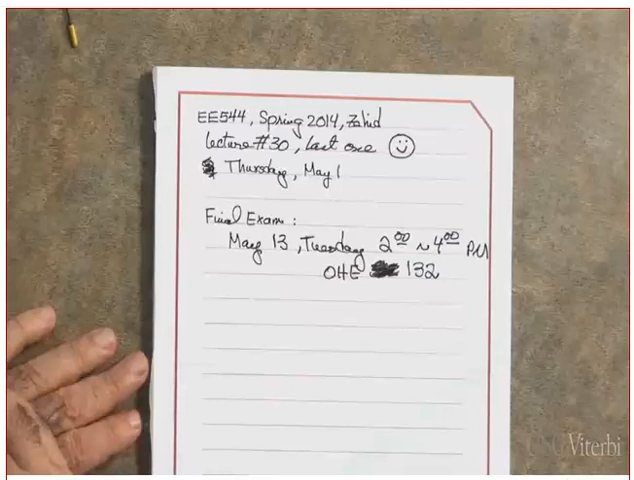 EE544, Spring 2014, Zahid
Lecture #30, last one
Thursday, May 1
Final Exam:
May 13, Tuesday 2:00 ~ 4:00 PM
OHE 132
USC Viterbi